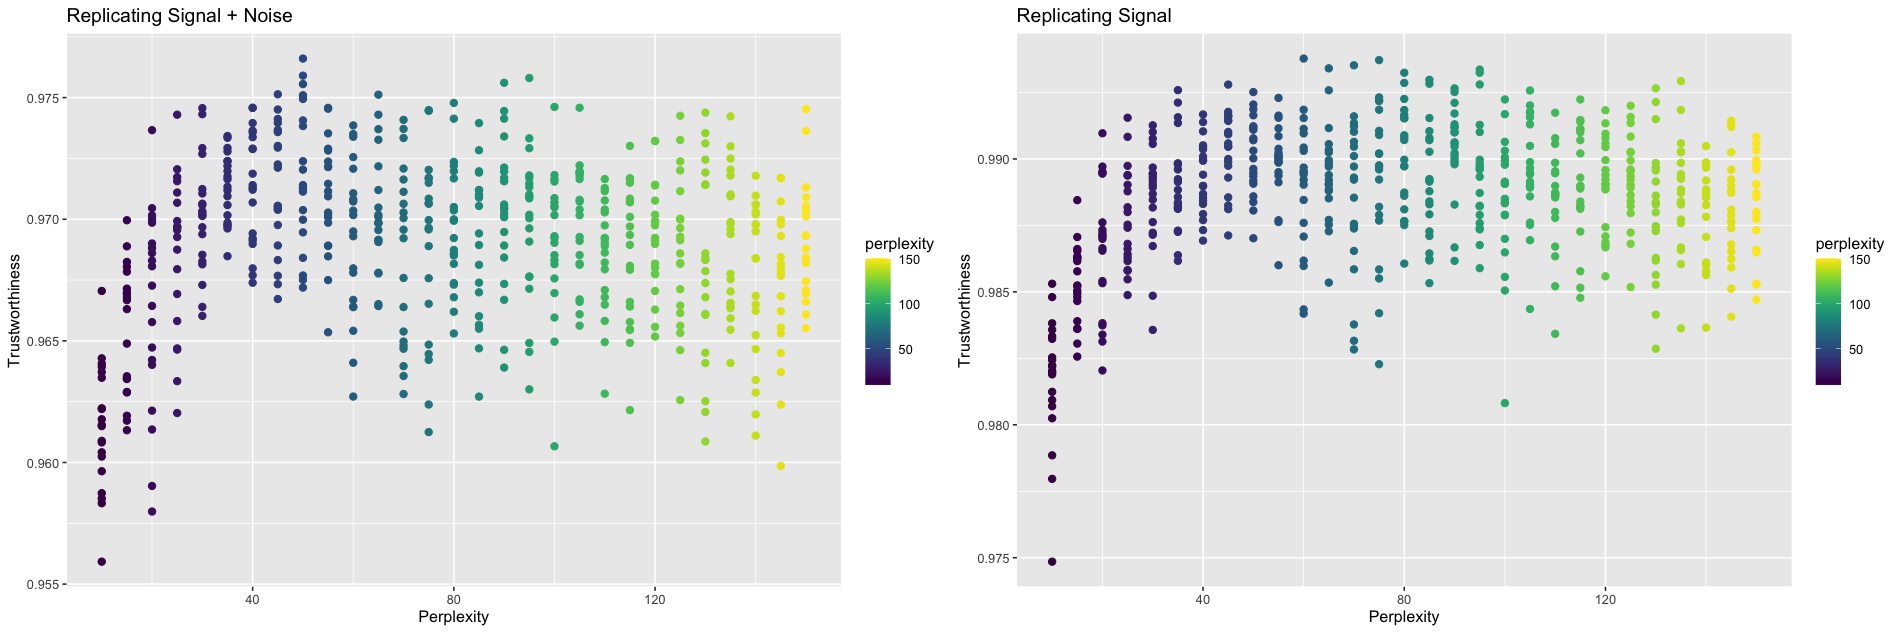 Replicating Signal + Noise
Trustworthiness
0.975
0.970
0.965
0.960
0.955
40
80
120
Perplexity
perplexity
150
100
50
Replicating Signal
Trustworthiness
0.990
0.985
0.980
0.975
40
80
120
Perplexity
perplexity
150
100
50